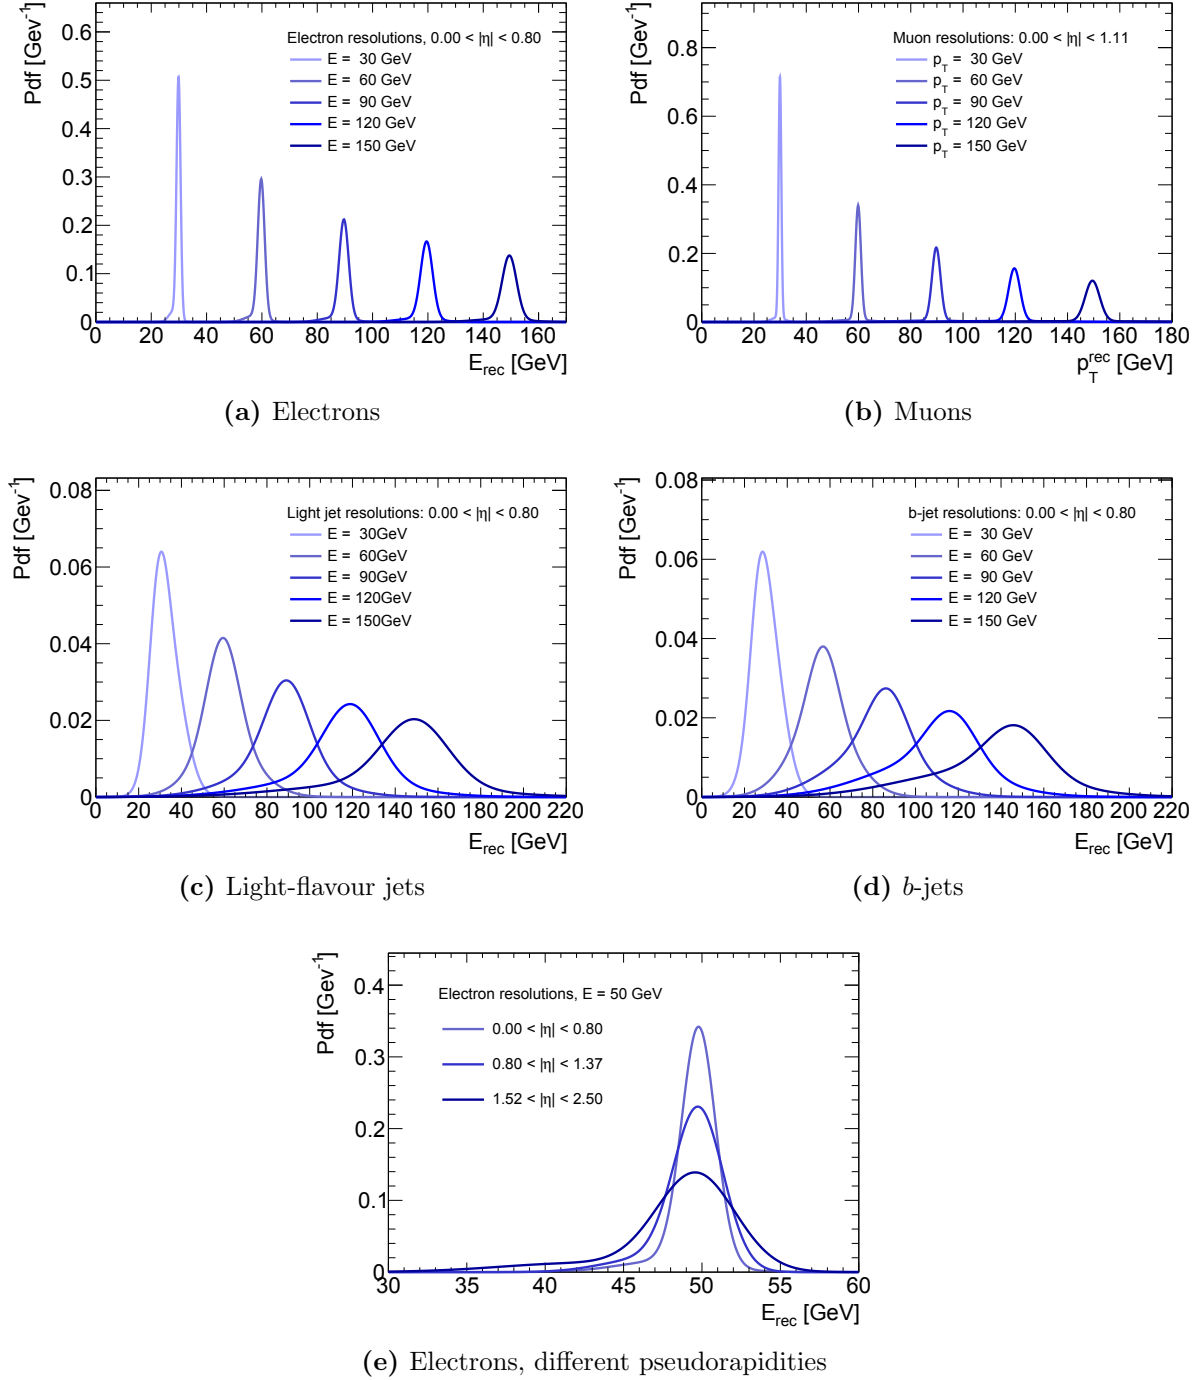 Pdf [Gev⁻¹]
0.6
0.5
0.4
0.3
0.2
0.1
0
Electron resolutions, 0.00 < |η| < 0.80
E = 30 GeV
E = 60 GeV
E = 90 GeV
E = 120 GeV
E = 150 GeV
0 20 40 60 80 100 120 140 160
E_rec [GeV]
(a) Electrons
Pdf [Gev⁻¹]
0.8
0.6
0.4
0.2
0
Muon resolutions: 0.00 < |η| < 1.11
p_T = 30 GeV
p_T = 60 GeV
p_T = 90 GeV
p_T = 120 GeV
p_T = 150 GeV
0 20 40 60 80 100 120 140 160 180
p_T^rec [GeV]
(b) Muons
Pdf [Gev⁻¹]
0.08
0.06
0.04
0.02
0
Light jet resolutions: 0.00 < |η| < 0.80
E = 30GeV
E = 60GeV
E = 90GeV
E = 120GeV
E = 150GeV
0 20 40 60 80 100 120 140 160 180 200 220
E_rec [GeV]
(c) Light-flavour jets
Pdf [Gev⁻¹]
0.08
0.06
0.04
0.02
0
b-jet resolutions: 0.00 < |η| < 0.80
E = 30 GeV
E = 60 GeV
E = 90 GeV
E = 120 GeV
E = 150 GeV
0 20 40 60 80 100 120 140 160 180 200 220
E_rec [GeV]
(d) b-jets
Pdf [Gev⁻¹]
0.4
0.3
0.2
0.1
0
Electron resolutions, E = 50 GeV
0.00 < |η| < 0.80
0.80 < |η| < 1.37
1.52 < |η| < 2.50
30 35 40 45 50 55 60
E_rec [GeV]
(e) Electrons, different pseudorapidities